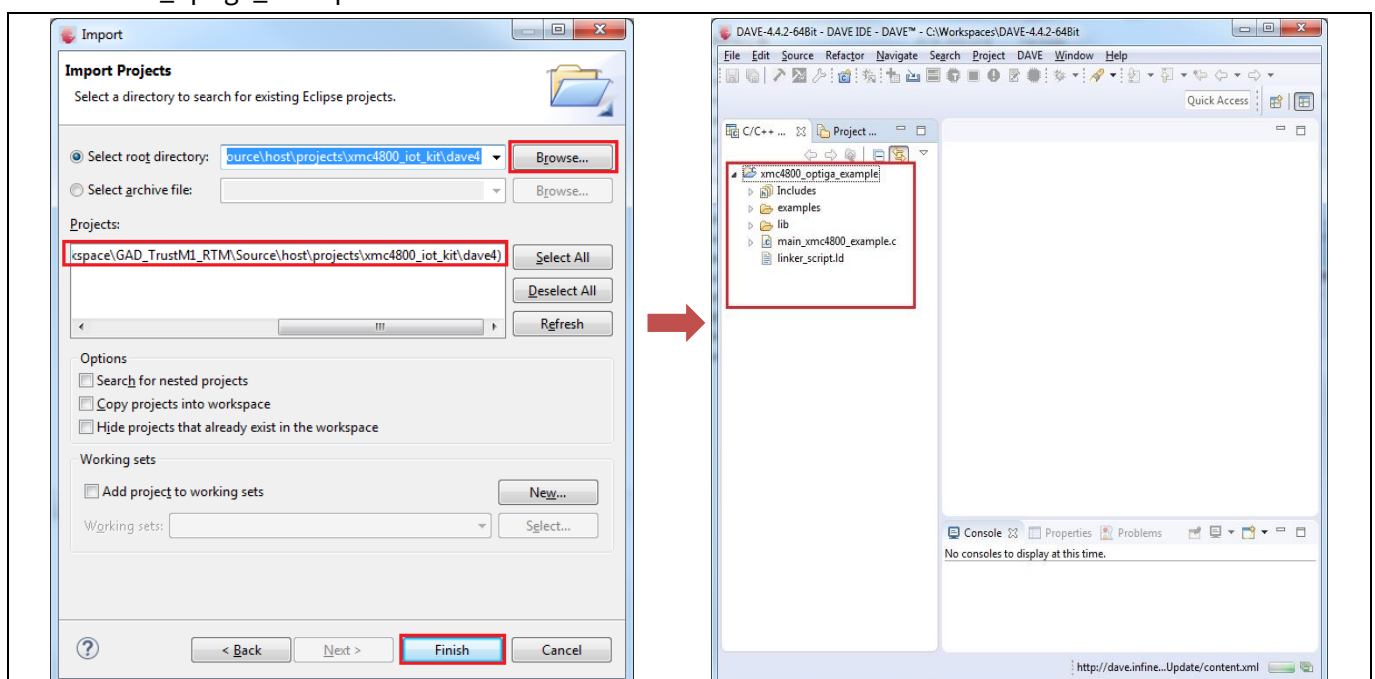 Import
Import Projects
Select a directory to search for existing Eclipse projects.
Select root directory:
ource\host\projects\xmc4800_iot_kit\dave4
Browse...
Select archive file:
Browse...
Projects:
kspace\GAD_TrustM1_RTM\Source\host\projects\xmc4800_iot_kit\dave4)
Select All
Deselect All
Refresh
Options
Search for nested projects
Copy projects into workspace
Hide projects that already exist in the workspace
Working sets
Add project to working sets
New...
Working sets:
Select...
< Back
Next >
Finish
Cancel
DAVE-4.4.2-64Bit - DAVE IDE - DAVE™ - C:\Workspaces\DAVE-4.4.2-64Bit
File Edit Source Refactor Navigate Search Project DAVE Window Help
Quick Access
C/C++ ... Project ...
xmc4800_optiga_example
Includes
examples
lib
main_xmc4800_example.c
linker_script.ld
Console Properties Problems
No consoles to display at this time.
http://dave.infine...Update/content.xml